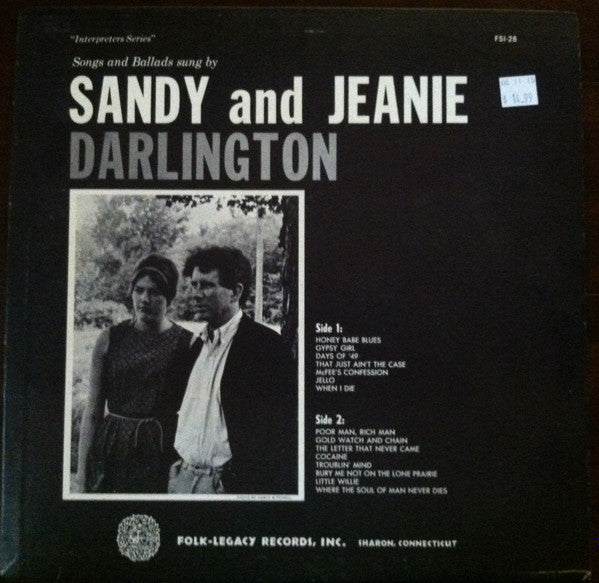 "Interpreters Series"
FSI-28
Songs and Ballads sung by
SANDY and JEANIE
DARLINGTON
$ 14.99
Side 1:
HONEY BABE BLUES
GYPSY GIRL
DAYS OF '49
THAT JUST AIN'T THE CASE
McFEE'S CONFESSION
JELLO
WHEN I DIE
Side 2:
POOR MAN, RICH MAN
GOLD WATCH AND CHAIN
THE LETTER THAT NEVER CAME
COCAINE
TROUBLIN' MIND
BURY ME NOT ON THE LONE PRAIRIE
LITTLE WILLIE
WHERE THE SOUL OF MAN NEVER DIES
FOLK-LEGACY RECORDS, INC. SHARON, CONNECTICUT